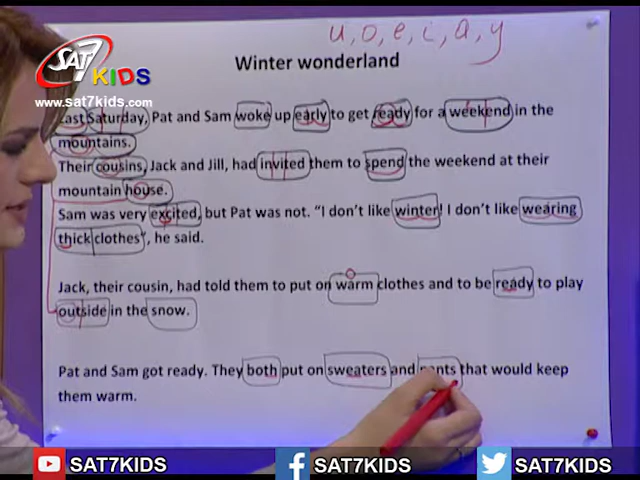 u, o, e, i, a, y
SAT7
KIDS
www.sat7kids.com
Winter wonderland
Last Saturday, Pat and Sam woke up early to get ready for a weekend in the
mountains.
Their cousins, Jack and Jill, had invited them to spend the weekend at their
mountain house.
Sam was very excited, but Pat was not. “I don't like winter! I don't like wearing
thick clothes”, he said.
Jack, their cousin, had told them to put on warm clothes and to be ready to play
outside in the snow.
Pat and Sam got ready. They both put on sweaters and pants that would keep
them warm.
SAT7KIDS SAT7KIDS SAT7KIDS